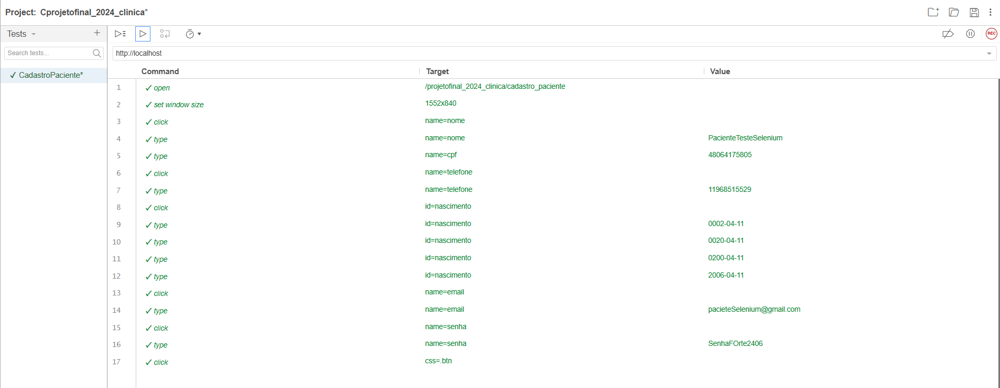 Project: Cprojetofinal_2024_clinica*
Tests
Search tests...
CadastroPaciente*
REC
http://localhost
Command Target Value
1 open /projetofinal_2024_clinica/cadastro_paciente
2 set window size 1552x840
3 click name=nome
4 type name=nome PacienteTesteSelenium
5 type name=cpf 48064175805
6 click name=telefone
7 type name=telefone 11968515529
8 click id=nascimento
9 type id=nascimento 0002-04-11
10 type id=nascimento 0020-04-11
11 type id=nascimento 0200-04-11
12 type id=nascimento 2006-04-11
13 click name=email
14 type name=email pacieteSelenium@gmail.com
15 click name=senha
16 type name=senha SenhaFOrte2406
17 click css=.btn